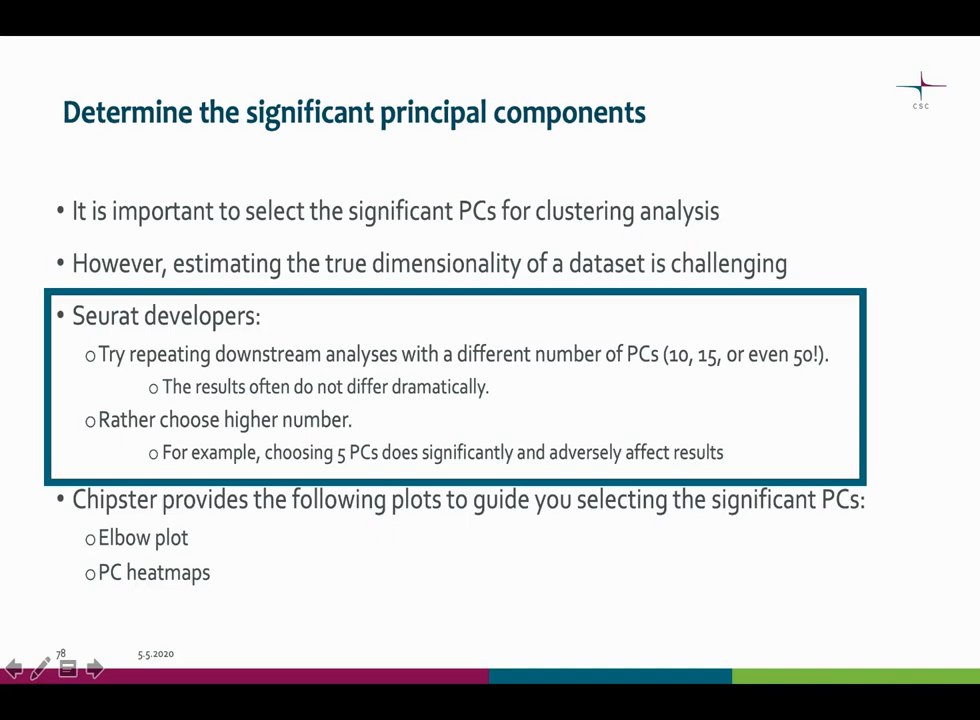 CSC
Determine the significant principal components
• It is important to select the significant PCs for clustering analysis
• However, estimating the true dimensionality of a dataset is challenging
• Seurat developers:
o Try repeating downstream analyses with a different number of PCs (10, 15, or even 50!).
o The results often do not differ dramatically.
o Rather choose higher number.
o For example, choosing 5 PCs does significantly and adversely affect results
• Chipster provides the following plots to guide you selecting the significant PCs:
o Elbow plot
o PC heatmaps
78
5.5.2020